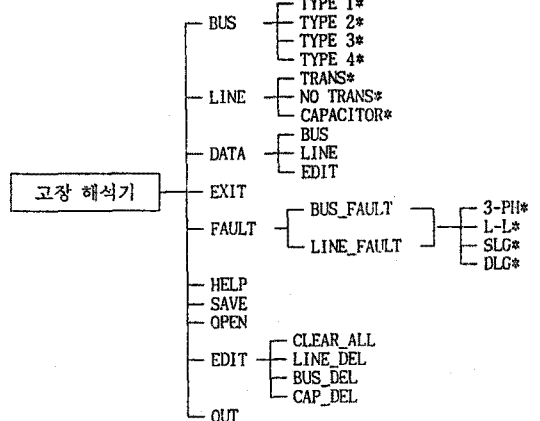 TYPE 1*
BUS
TYPE 2*
TYPE 3*
TYPE 4*
TRANS*
LINE
NO TRANS*
CAPACITOR*
BUS
DATA
LINE
EDIT
고장 해석기
EXIT
BUS_FAULT
3-PH*
FAULT
L-L*
LINE_FAULT
SLG*
DLG*
HELP
SAVE
OPEN
CLEAR_ALL
EDIT
LINE_DEL
BUS_DEL
CAP_DEL
OUT